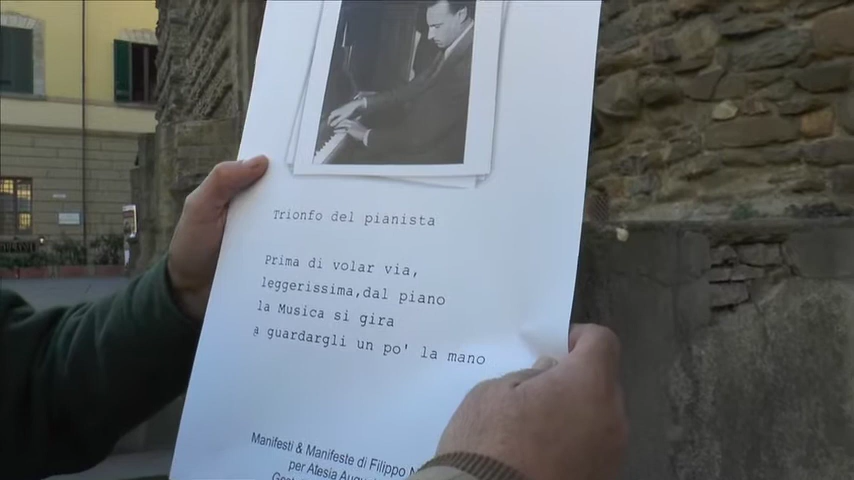 Trionfo del pianista
Prima di volar via,
leggerissima,dal piano
la Musica si gira
a guardargli un po' la mano
Manifesti & Manifeste di Filippo
per Atesia